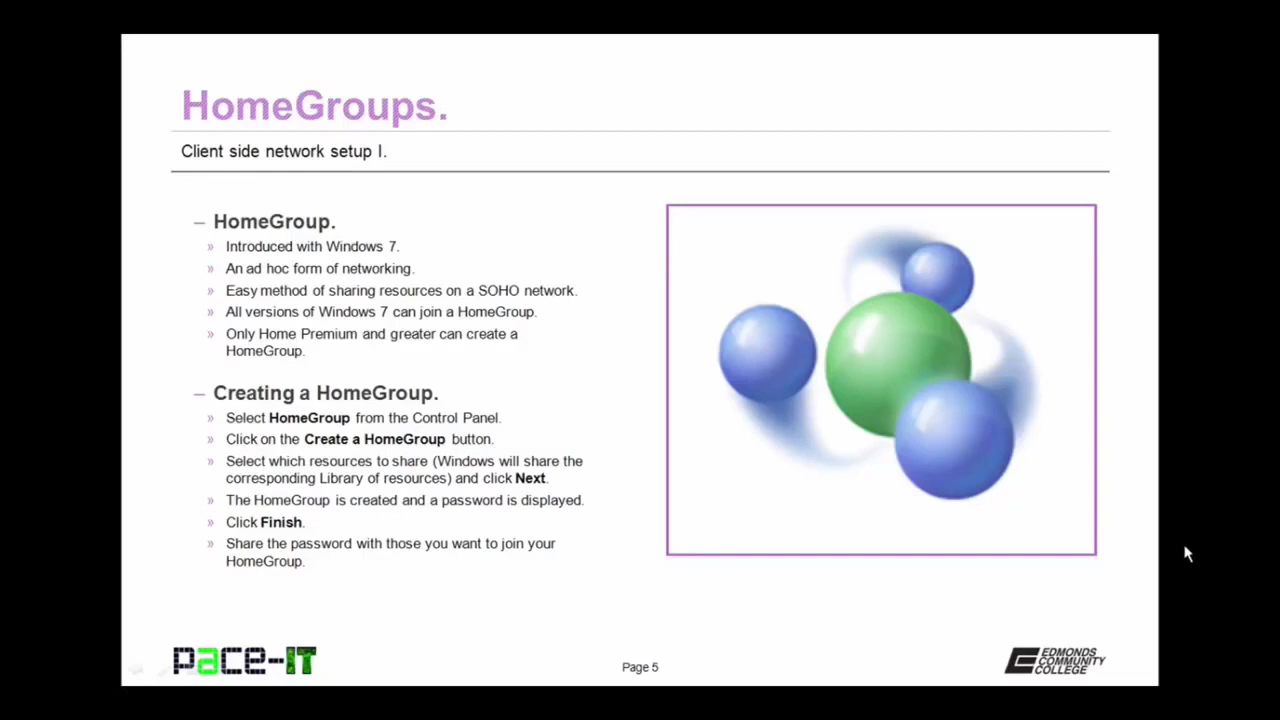 HomeGroups.
Client side network setup I.
– HomeGroup.
» Introduced with Windows 7.
» An ad hoc form of networking.
» Easy method of sharing resources on a SOHO network.
» All versions of Windows 7 can join a HomeGroup.
» Only Home Premium and greater can create a
HomeGroup.
– Creating a HomeGroup.
» Select HomeGroup from the Control Panel.
» Click on the Create a HomeGroup button.
» Select which resources to share (Windows will share the
corresponding Library of resources) and click Next.
» The HomeGroup is created and a password is displayed.
» Click Finish.
» Share the password with those you want to join your
HomeGroup.
pace-IT
Page 5
EDMONDS
COMMUNITY
COLLEGE